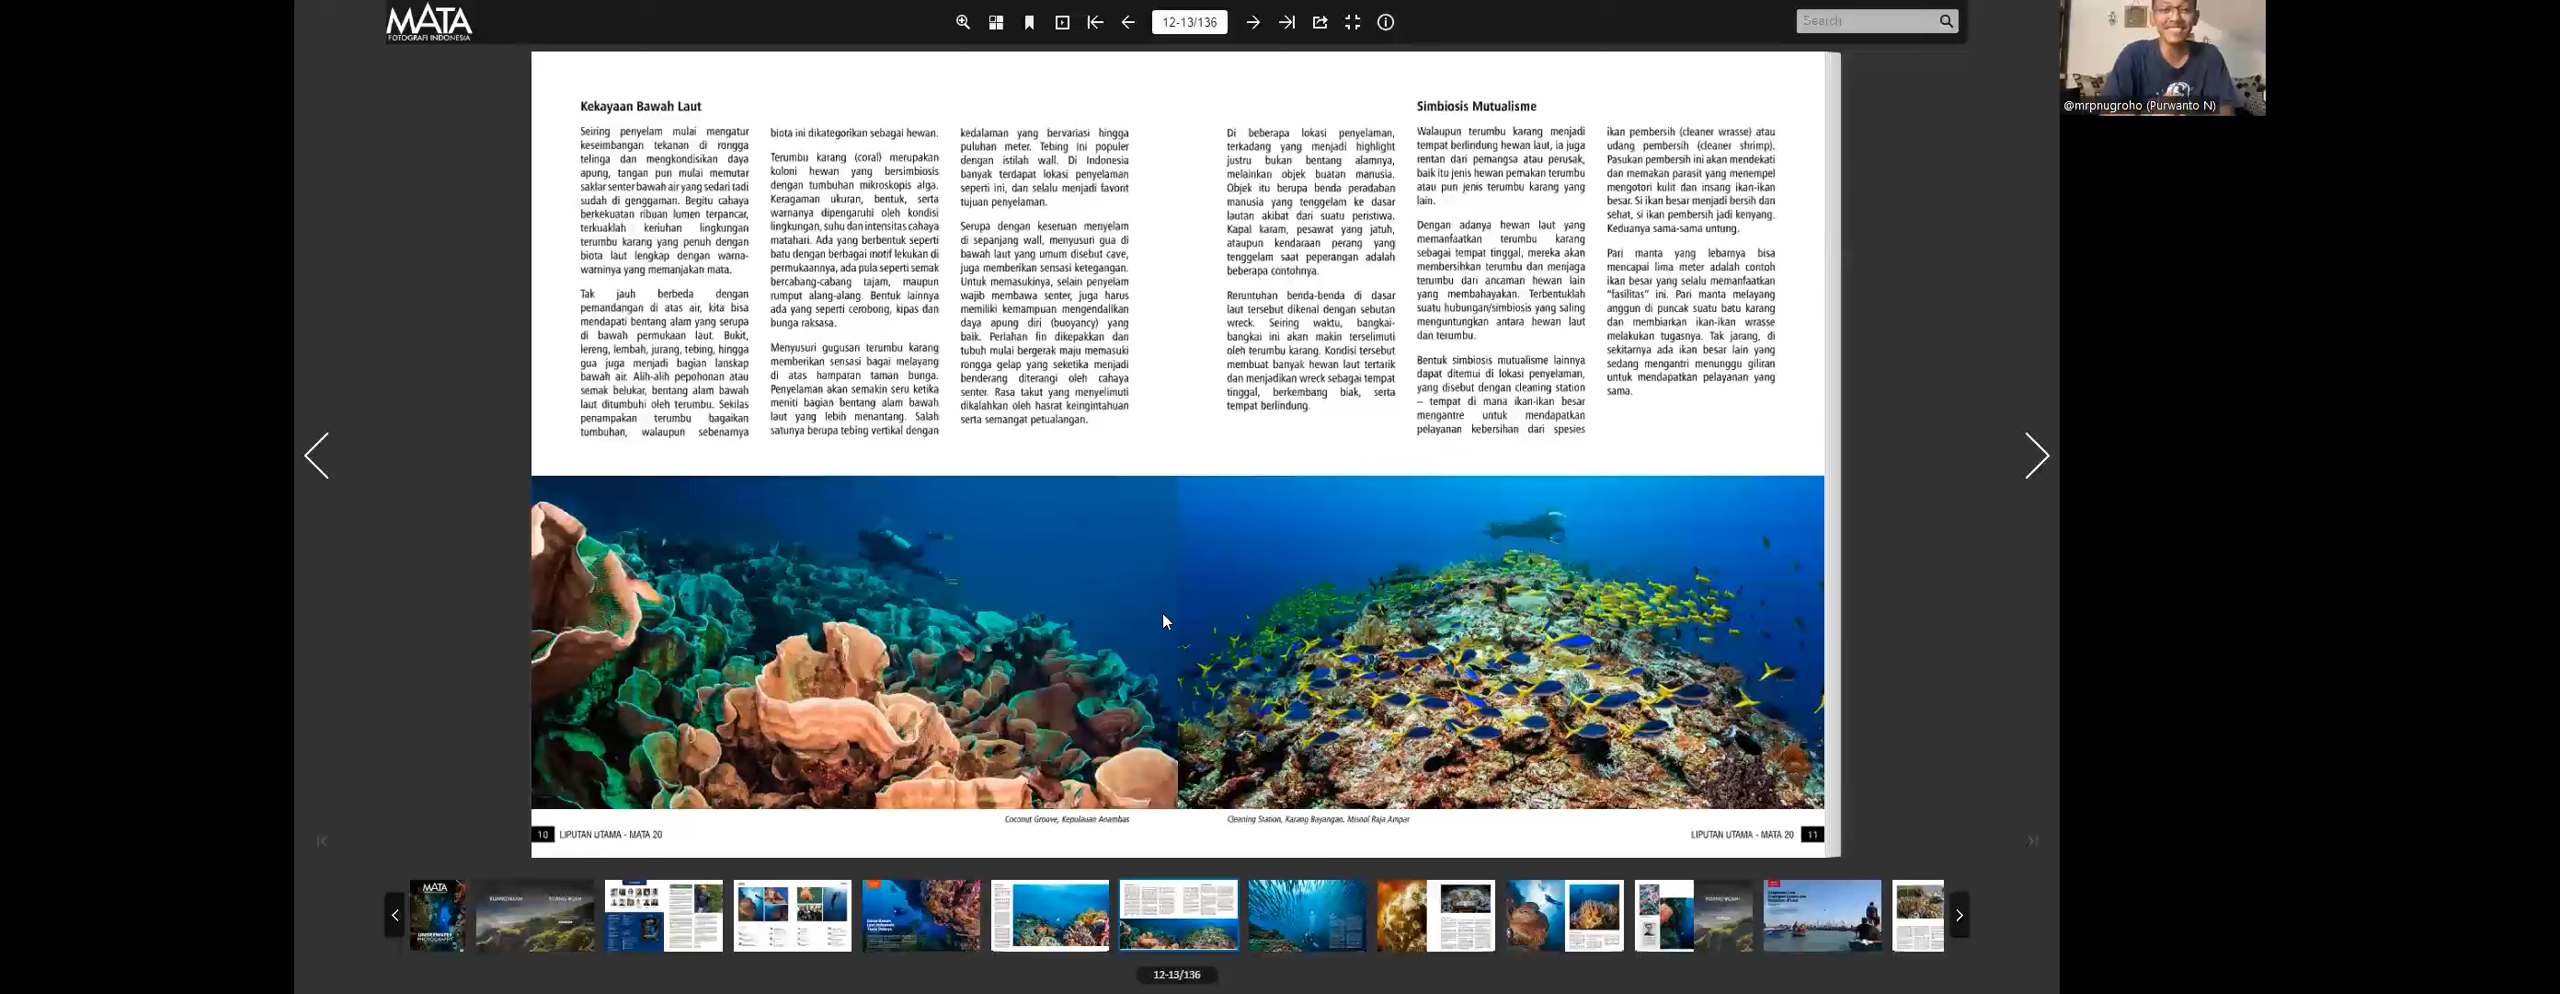 MATA
FOTOGRAFI INDONESIA
12-13/136
Search
@mrpnugroho (Purwanto N)
Kekayaan Bawah Laut
Seiring penyelam mulai mengatur
keseimbangan tekanan di rongga
telinga dan mengkondisikan daya
apung, tangan pun mulai memutar
saklar senter bawah air yang sedari tadi
sudah di genggaman. Begitu cahaya
berkekuatan ribuan lumen terpancar,
terkuaklah keriuhan lingkungan
terumbu karang yang penuh dengan
biota laut lengkap dengan warna-
warninya yang memanjakan mata.
Tak jauh berbeda dengan
pemandangan di atas air, kita bisa
mendapati bentang alam yang serupa
di bawah permukaan laut. Bukit,
lereng, lembah, jurang, tebing, hingga
gua juga menjadi bagian lanskap
bawah air. Alih-alih pepohonan atau
semak belukar, bentang alam bawah
laut ditumbuhi oleh terumbu. Sekilas
penampakan terumbu bagaikan
tumbuhan, walaupun sebenarnya
biota ini dikategorikan sebagai hewan.
Terumbu karang (coral) merupakan
koloni hewan yang bersimbiosis
dengan tumbuhan mikroskopis alga.
Keragaman ukuran, bentuk, serta
warnanya dipengaruhi oleh kondisi
lingkungan, suhu dan intensitas cahaya
matahari. Ada yang berbentuk seperti
batu dengan berbagai motif lekukan di
permukaannya, ada pula seperti semak
bercabang-cabang tajam, maupun
rumput alang-alang. Bentuk lainnya
ada yang seperti cerobong, kipas dan
bunga raksasa.
Menyusuri gugusan terumbu karang
memberikan sensasi bagai melayang
di atas hamparan taman bunga.
Penyelaman akan semakin seru ketika
meniti bagian bentang alam bawah
laut yang lebih menantang. Salah
satunya berupa tebing vertikal dengan
kedalaman yang bervariasi hingga
puluhan meter. Tebing ini populer
dengan istilah wall. Di Indonesia
banyak terdapat lokasi penyelaman
seperti ini, dan selalu menjadi favorit
tujuan penyelaman.
Serupa dengan keseruan menyelam
di sepanjang wall, menyusuri gua di
bawah laut yang umum disebut cave,
juga memberikan sensasi ketegangan.
Untuk memasukinya, selain penyelam
wajib membawa senter, juga harus
memiliki kemampuan mengendalikan
daya apung diri (buoyancy) yang
baik. Perlahan fin dikepakkan dan
tubuh mulai bergerak maju memasuki
rongga gelap yang seketika menjadi
benderang diterangi oleh cahaya
senter. Rasa takut yang menyelimuti
dikalahkan oleh hasrat keingintahuan
serta semangat petualangan.
Di beberapa lokasi penyelaman,
terkadang yang menjadi highlight
justru bukan bentang alamnya,
melainkan objek buatan manusia.
Objek itu berupa benda peradaban
manusia yang tenggelam ke dasar
lautan akibat dari suatu peristiwa.
Kapal karam, pesawat yang jatuh,
ataupun kendaraan perang yang
tenggelam saat peperangan adalah
beberapa contohnya.
Reruntuhan benda-benda di dasar
laut tersebut dikenal dengan sebutan
wreck. Seiring waktu, bangkai-
bangkai ini akan makin terselimuti
oleh terumbu karang. Kondisi tersebut
membuat banyak hewan laut tertarik
dan menjadikan wreck sebagai tempat
tinggal, berkembang biak, serta
tempat berlindung.
Simbiosis Mutualisme
Walaupun terumbu karang menjadi
tempat berlindung hewan laut, ia juga
rentan dari pemangsa atau perusak,
baik itu jenis hewan pemakan terumbu
atau pun jenis terumbu karang yang
lain.
Dengan adanya hewan laut yang
memanfaatkan terumbu karang
sebagai tempat tinggal, mereka akan
membersihkan terumbu dan menjaga
terumbu dari ancaman hewan lain
yang membahayakan. Terbentuklah
suatu hubungan/simbiosis yang saling
menguntungkan antara hewan laut
dan terumbu.
Bentuk simbiosis mutualisme lainnya
dapat ditemui di lokasi penyelaman,
yang disebut dengan cleaning station
– tempat di mana ikan-ikan besar
mengantre untuk mendapatkan
pelayanan kebersihan dari spesies
ikan pembersih (cleaner wrasse) atau
udang pembersih (cleaner shrimp).
Pasukan pembersih ini akan mendekati
dan memakan parasit yang menempel
mengotori kulit dan insang ikan-ikan
besar. Si ikan besar menjadi bersih dan
sehat, si ikan pembersih jadi kenyang.
Keduanya sama-sama untung.
Pari manta yang lebarnya bisa
mencapai lima meter adalah contoh
ikan besar yang selalu memanfaatkan
"fasilitas" ini. Pari manta melayang
anggun di puncak suatu batu karang
dan membiarkan ikan-ikan wrasse
melakukan tugasnya. Tak jarang, di
sekitarnya ada ikan besar lain yang
sedang mengantri menunggu giliran
untuk mendapatkan pelayanan yang
sama.
Coconut Groove, Kepulauan Anambas
Cleaning Station, Karang Bayangan, Misool Raja Ampat
10 LIPUTAN UTAMA - MATA 20
LIPUTAN UTAMA - MATA 20 11
MATA
12-13/136